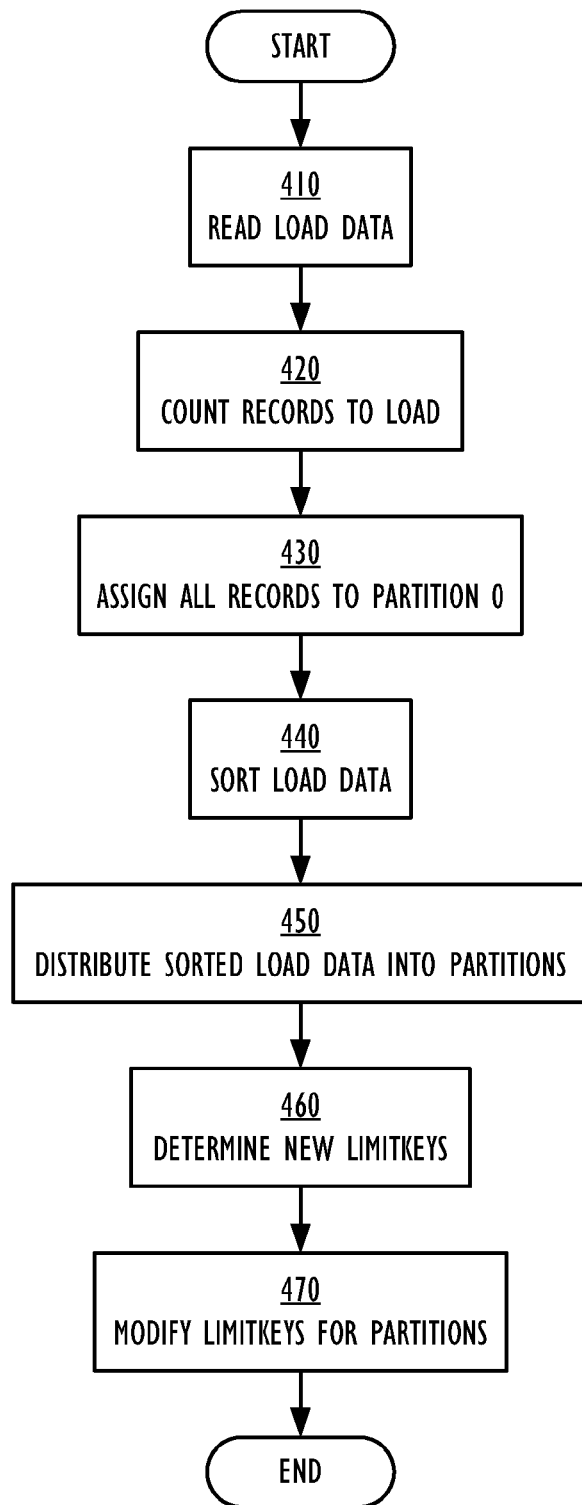 START
410
READ LOAD DATA
420
COUNT RECORDS TO LOAD
430
ASSIGN ALL RECORDS TO PARTITION 0
440
SORT LOAD DATA
450
DISTRIBUTE SORTED LOAD DATA INTO PARTITIONS
460
DETERMINE NEW LIMITKEYS
470
MODIFY LIMITKEYS FOR PARTITIONS
END